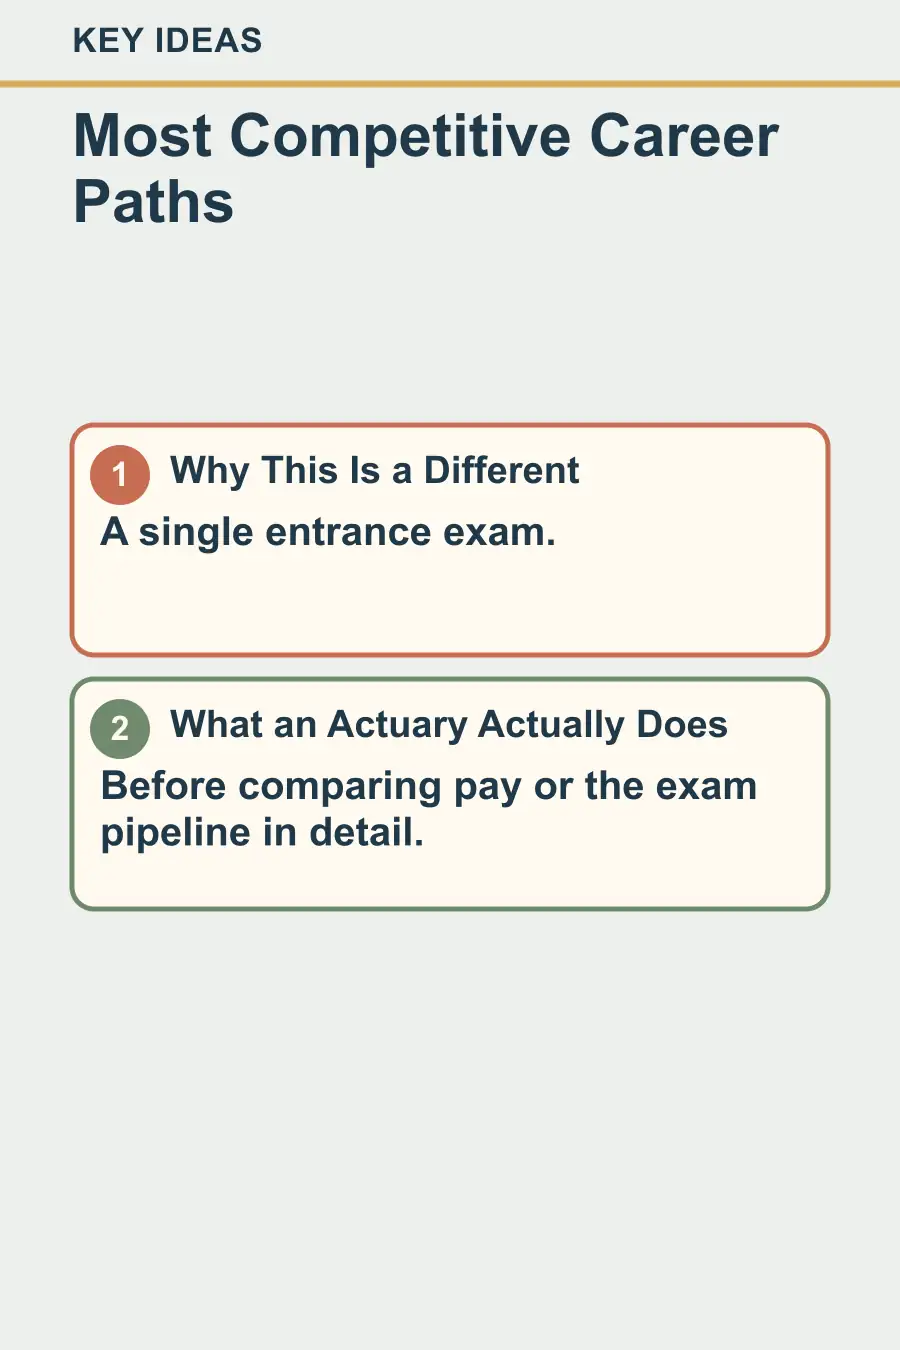 KEY IDEAS
Most Competitive Career
Paths
1 Why This Is a Different
A single entrance exam.
2 What an Actuary Actually Does
Before comparing pay or the exam
pipeline in detail.